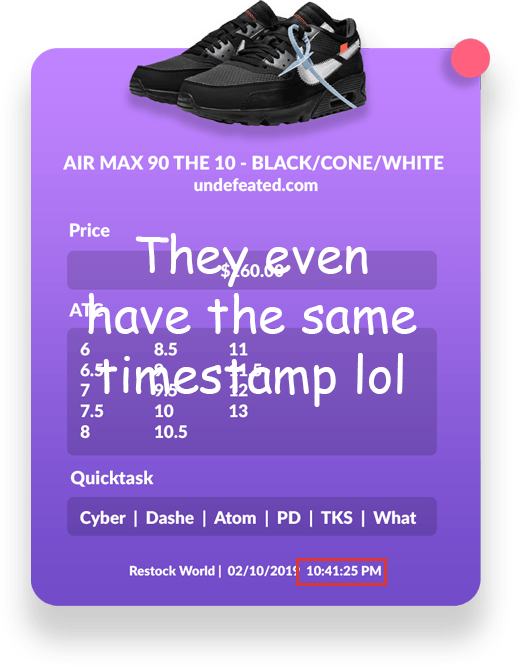 AIR MAX 90 THE 10 - BLACK/CONE/WHITE
undefeated.com
Price
They even
ATC
have the same
6 8.5 11
6.5 9 11.5
timestamp lol
7 9.5 12
7.5 10 13
8 10.5
Quicktask
Cyber | Dashe | Atom | PD | TKS | What
Restock World | 02/10/2019 10:41:25 PM